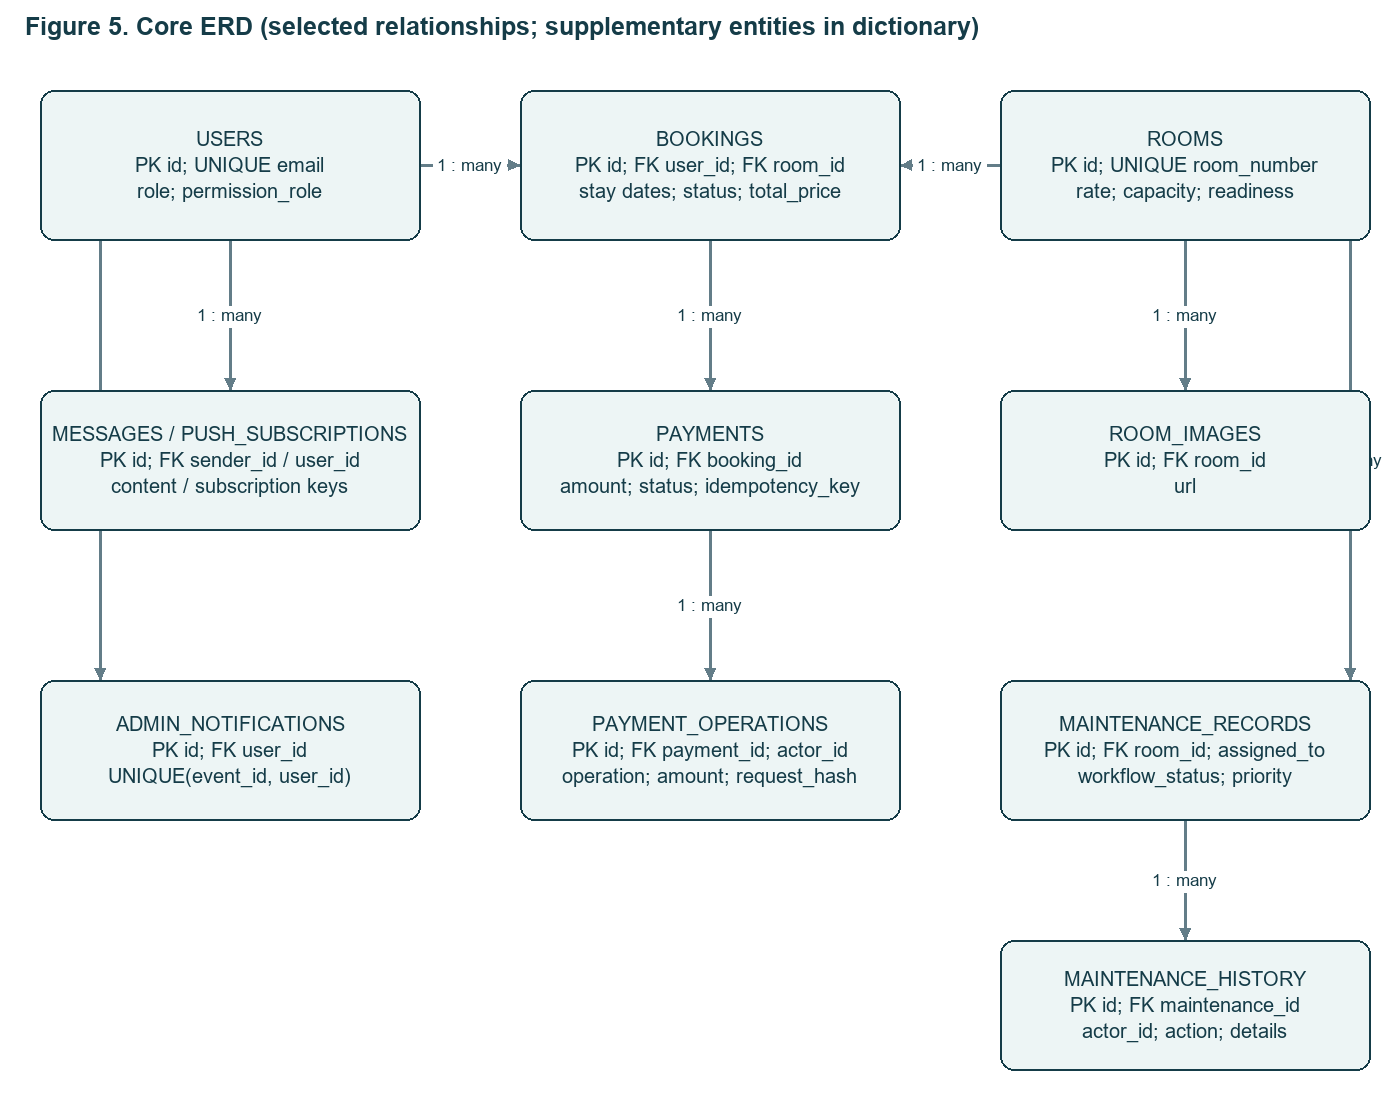 Figure 5. Core ERD (selected relationships; supplementary entities in dictionary)
USERS
PK id; UNIQUE email
role; permission_role
1 : many
BOOKINGS
PK id; FK user_id; FK room_id
stay dates; status; total_price
1 : many
ROOMS
PK id; UNIQUE room_number
rate; capacity; readiness
1 : many
1 : many
1 : many
MESSAGES / PUSH_SUBSCRIPTIONS
PK id; FK sender_id / user_id
content / subscription keys
PAYMENTS
PK id; FK booking_id
amount; status; idempotency_key
ROOM_IMAGES
PK id; FK room_id
url
1 : many
ADMIN_NOTIFICATIONS
PK id; FK user_id
UNIQUE(event_id, user_id)
PAYMENT_OPERATIONS
PK id; FK payment_id; actor_id
operation; amount; request_hash
MAINTENANCE_RECORDS
PK id; FK room_id; assigned_to
workflow_status; priority
1 : many
MAINTENANCE_HISTORY
PK id; FK maintenance_id
actor_id; action; details